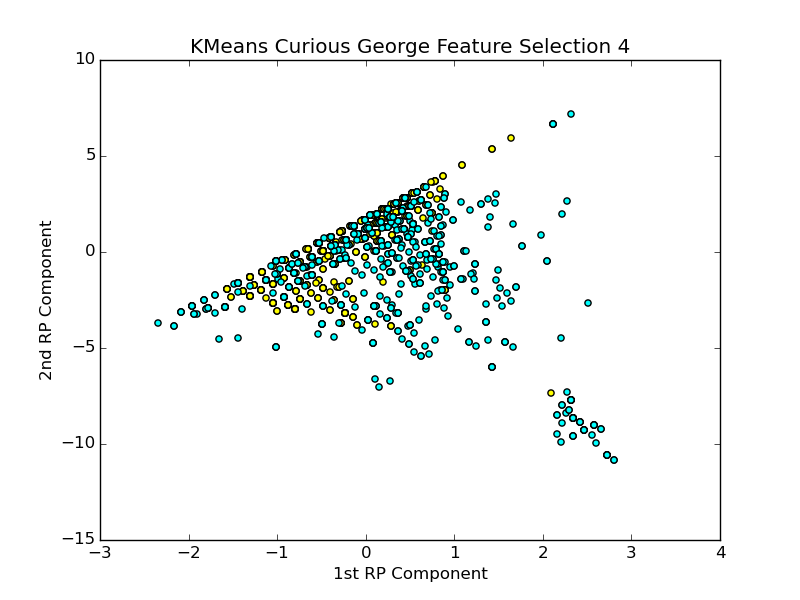 KMeans Curious George Feature Selection 4
10
5
0
−5
−10
−15
2nd RP Component
−3 −2 −1 0 1 2 3 4
1st RP Component